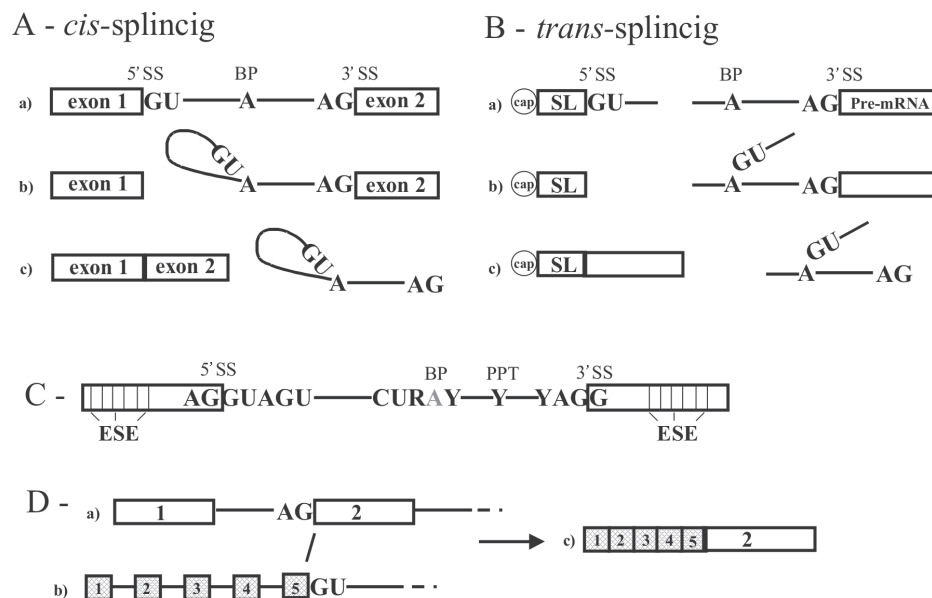 A - cis-splincig
5' SS BP 3' SS
a) exon 1 GU A AG exon 2
b) exon 1 GU A AG exon 2
c) exon 1 exon 2 GU A AG
B - trans-splincig
5' SS BP 3' SS
a) cap SL GU A AG Pre-mRNA
b) cap SL GU A AG
c) cap SL GU A AG
C -
5' SS BP PPT 3' SS
AGGUAGU CURAY Y YAGG
ESE ESE
D -
a) 1 AG 2
b) 1 2 3 4 5 GU
c) 1 2 3 4 5 2